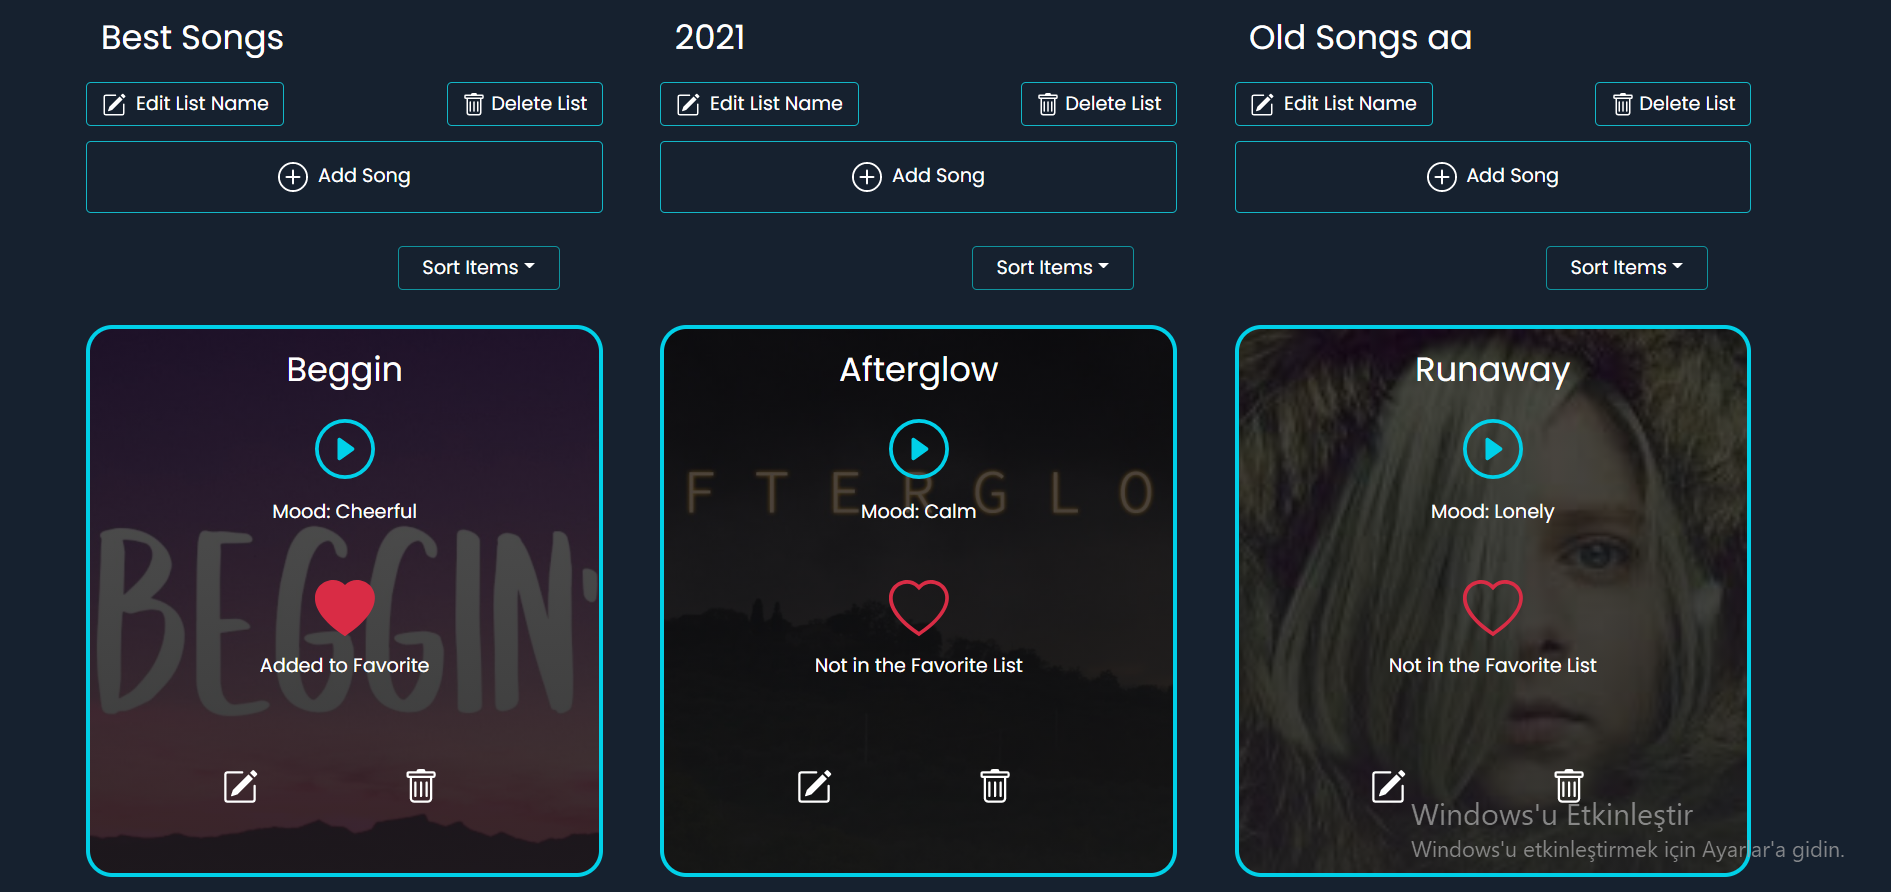 Best Songs
Edit List Name
Delete List
Add Song
Sort Items
Beggin
Mood: Cheerful
BEGGIN'
Added to Favorite
2021
Edit List Name
Delete List
Add Song
Sort Items
Afterglow
F T E R G L O
Mood: Calm
Not in the Favorite List
Old Songs aa
Edit List Name
Delete List
Add Song
Sort Items
Runaway
Mood: Lonely
Not in the Favorite List
Windows'u Etkinleştir
Windows'u etkinleştirmek için Ayarlar'a gidin.